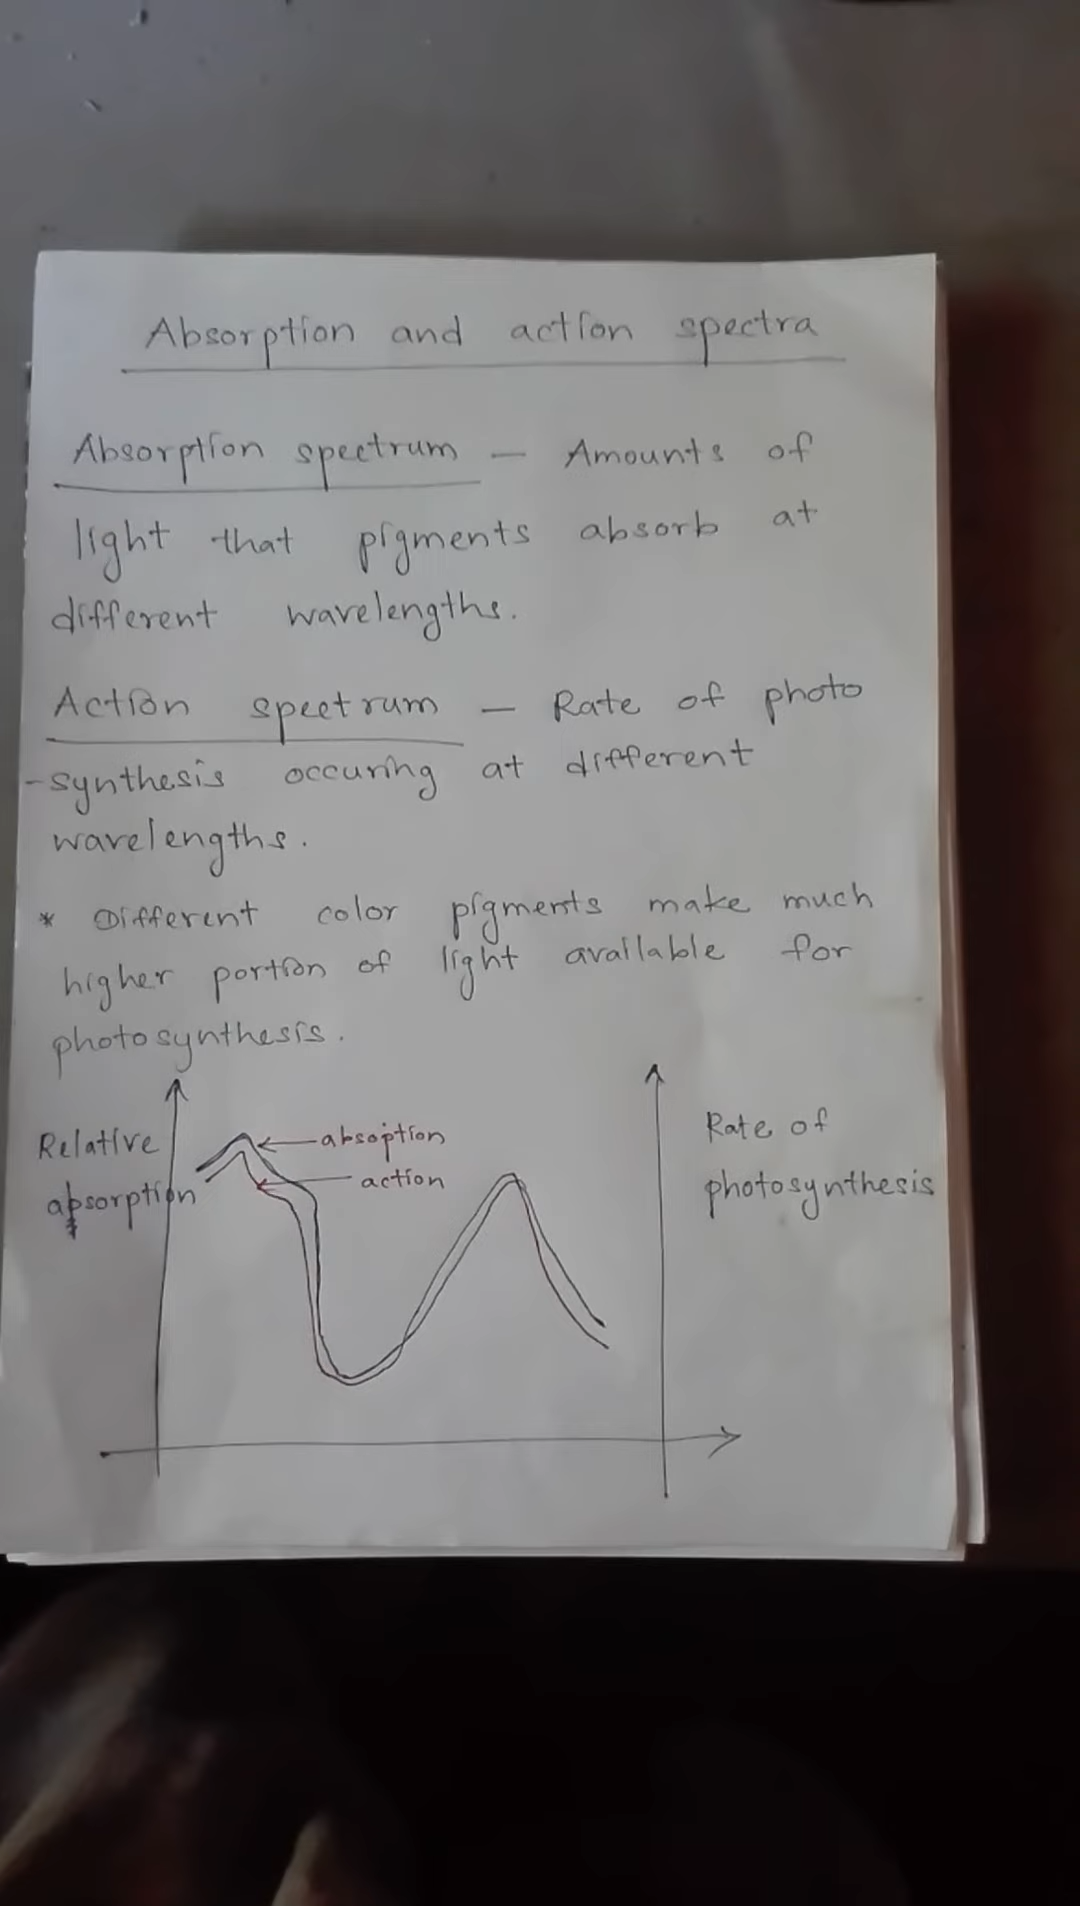 Absorption and action spectra
Absorption spectrum - Amounts of
light that pigments absorb at
different wavelengths.
Action spectrum - Rate of photo
-synthesis occuring at different
wavelengths.
* Different color pigments make much
higher portion of light available for
photosynthesis.
Relative
absorption
absoption
action
Rate of
photosynthesis